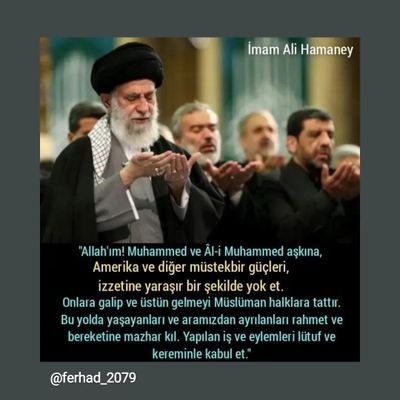 İmam Ali Hamaney
"Allah'ım! Muhammed ve Âl-i Muhammed aşkına,
Amerika ve diğer müstekbir güçleri,
izzetine yaraşır bir şekilde yok et.
Onlara galip ve üstün gelmeyi Müslüman halklara tattır.
Bu yolda yaşayanları ve aramızdan ayrılanları rahmet ve
bereketine mazhar kıl. Yapılan iş ve eylemleri lütuf ve
kereminle kabul et."
@ferhad_2079